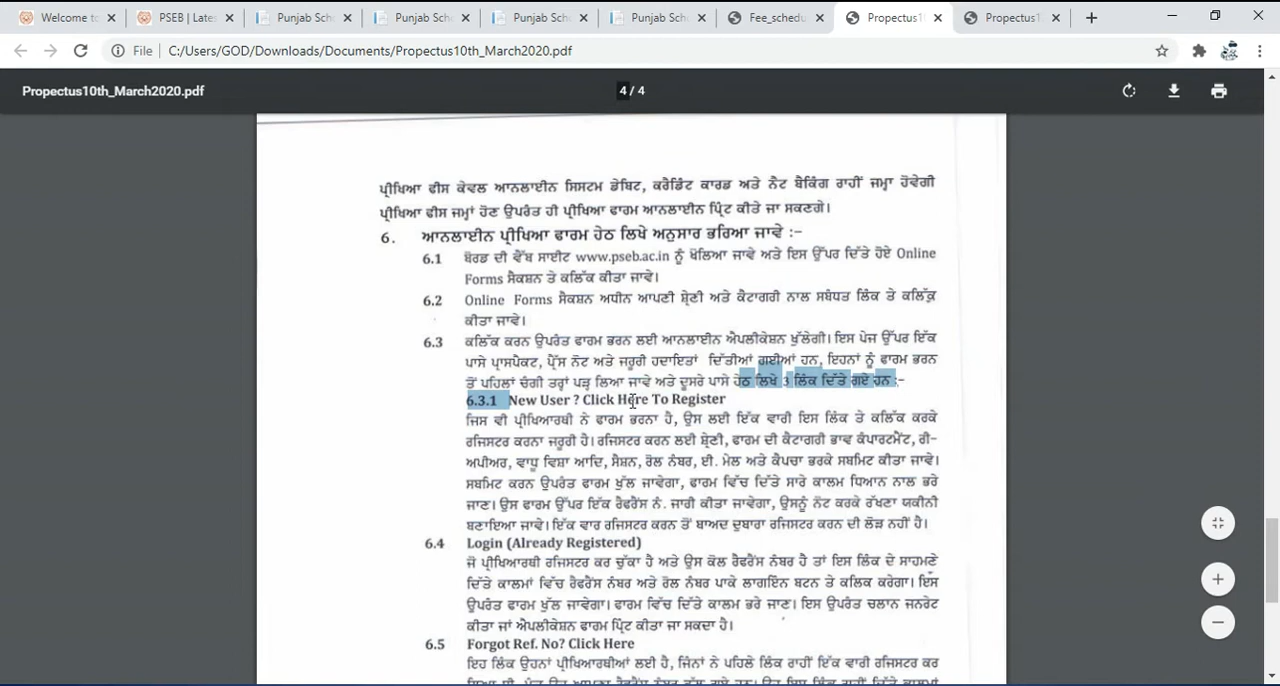 Welcome to
PSEB | Late
Punjab Sch
Punjab Sch
Punjab Sch
Punjab Sch
Fee_schedu
Propectus1
Propectus1
File C:/Users/GOD/Downloads/Documents/Propectus10th_March2020.pdf
Propectus10th_March2020.pdf
4 / 4
ਪ੍ਰੀਖਿਆ ਫੀਸ ਕੇਵਲ ਆਨਲਾਈਨ ਸਿਸਟਮ ਡੇਬਿਟ, ਕਰੈਡਿਟ ਕਾਰਡ ਅਤੇ ਨੈਟ ਬੈਕਿੰਗ ਰਾਹੀਂ ਜਮ੍ਹਾ ਹੋਵੇਗੀ
ਪ੍ਰੀਖਿਆ ਫੀਸ ਜਮ੍ਹਾਂ ਹੋਣ ਉਪਰੰਤ ਹੀ ਪ੍ਰੀਖਿਆ ਫਾਰਮ ਆਨਲਾਈਨ ਪ੍ਰਿੰਟ ਕੀਤੇ ਜਾ ਸਕਣਗੇ।
6. ਆਨਲਾਈਨ ਪ੍ਰੀਖਿਆ ਫਾਰਮ ਹੇਠ ਲਿਖੇ ਅਨੁਸਾਰ ਭਰਿਆ ਜਾਵੇ :-
6.1 ਬੋਰਡ ਦੀ ਵੈੱਬ ਸਾਈਟ www.pseb.ac.in ਨੂੰ ਖੋਲਿਆ ਜਾਵੇ ਅਤੇ ਇਸ ਉੱਪਰ ਦਿੱਤੇ ਹੋਏ Online
Forms ਸੈਕਸ਼ਨ ਤੇ ਕਲਿੱਕ ਕੀਤਾ ਜਾਵੇ।
6.2 Online Forms ਸੈਕਸ਼ਨ ਅਧੀਨ ਆਪਣੀ ਸ਼੍ਰੇਣੀ ਅਤੇ ਕੈਟਾਗਰੀ ਨਾਲ ਸਬੰਧਤ ਲਿੰਕ ਤੇ ਕਲਿੱਕ
ਕੀਤਾ ਜਾਵੇ।
6.3 ਕਲਿੱਕ ਕਰਨ ਉਪਰੰਤ ਫਾਰਮ ਭਰਨ ਲਈ ਆਨਲਾਈਨ ਐਪਲੀਕੇਸ਼ਨ ਖੁੱਲੇਗੀ। ਇਸ ਪੇਜ ਉੱਪਰ ਇੱਕ
ਪਾਸੇ ਪ੍ਰਾਸਪੈਕਟ, ਪ੍ਰੈੱਸ ਨੋਟ ਅਤੇ ਜਰੂਰੀ ਹਦਾਇਤਾਂ ਦਿੱਤੀਆਂ ਗਈਆਂ ਹਨ, ਇਹਨਾਂ ਨੂੰ ਫਾਰਮ ਭਰਨ
ਤੋਂ ਪਹਿਲਾਂ ਚੰਗੀ ਤਰ੍ਹਾਂ ਪੜ੍ਹ ਲਿਆ ਜਾਵੇ ਅਤੇ ਦੂਸਰੇ ਪਾਸੇ ਹੇਠ ਲਿਖੇ 3 ਲਿੰਕ ਦਿੱਤੇ ਗਏ ਹਨ :-
6.3.1 New User ? Click Here To Register
ਜਿਸ ਵੀ ਪ੍ਰੀਖਿਆਰਥੀ ਨੇ ਫਾਰਮ ਭਰਨਾ ਹੈ, ਉਸ ਲਈ ਇੱਕ ਵਾਰੀ ਇਸ ਲਿੰਕ ਤੇ ਕਲਿੱਕ ਕਰਕੇ
ਰਜਿਸਟਰ ਕਰਨਾ ਜਰੂਰੀ ਹੈ। ਰਜਿਸਟਰ ਕਰਨ ਲਈ ਸ਼੍ਰੇਣੀ, ਫਾਰਮ ਦੀ ਕੈਟਾਗਰੀ ਭਾਵ ਕੰਪਾਰਟਮੈਂਟ, ਰੀ-
ਅਪੀਅਰ, ਵਾਧੂ ਵਿਸ਼ਾ ਆਦਿ, ਸੈਸ਼ਨ, ਰੋਲ ਨੰਬਰ, ਈ. ਮੇਲ ਅਤੇ ਕੈਪਚਾ ਭਰਕੇ ਸਬਮਿਟ ਕੀਤਾ ਜਾਵੇ।
ਸਬਮਿਟ ਕਰਨ ਉਪਰੰਤ ਫਾਰਮ ਖੁੱਲ ਜਾਵੇਗਾ, ਫਾਰਮ ਵਿੱਚ ਦਿੱਤੇ ਸਾਰੇ ਕਾਲਮ ਧਿਆਨ ਨਾਲ ਭਰੇ
ਜਾਣ। ਉਸ ਫਾਰਮ ਉੱਪਰ ਇੱਕ ਰੈਫਰੈਂਸ ਨੰ. ਜਾਰੀ ਕੀਤਾ ਜਾਵੇਗਾ, ਉਸਨੂੰ ਨੋਟ ਕਰਕੇ ਰੱਖਣਾ ਯਕੀਨੀ
ਬਣਾਇਆ ਜਾਵੇ। ਇੱਕ ਵਾਰ ਰਜਿਸਟਰ ਕਰਨ ਤੋਂ ਬਾਅਦ ਦੁਬਾਰਾ ਰਜਿਸਟਰ ਕਰਨ ਦੀ ਲੋੜ ਨਹੀਂ ਹੈ।
6.4 Login (Already Registered)
ਜੋ ਪ੍ਰੀਖਿਆਰਥੀ ਰਜਿਸਟਰ ਕਰ ਚੁੱਕਾ ਹੈ ਅਤੇ ਉਸ ਕੋਲ ਰੈਫਰੈਂਸ ਨੰਬਰ ਹੈ ਤਾਂ ਇਸ ਲਿੰਕ ਦੇ ਸਾਹਮਣੇ
ਦਿੱਤੇ ਕਾਲਮਾਂ ਵਿੱਚ ਰੈਫਰੈਂਸ ਨੰਬਰ ਅਤੇ ਰੋਲ ਨੰਬਰ ਪਾਕੇ ਲਾਗਇੰਨ ਬਟਨ ਤੇ ਕਲਿਕ ਕਰੇਗਾ। ਇਸ
ਉਪਰੰਤ ਫਾਰਮ ਖੁੱਲ ਜਾਵੇਗਾ। ਫਾਰਮ ਵਿੱਚ ਦਿੱਤੇ ਕਾਲਮ ਭਰੇ ਜਾਣ। ਇਸ ਉਪਰੰਤ ਚਲਾਨ ਜਨਰੇਟ
ਕੀਤਾ ਜਾਂ ਐਪਲੀਕੇਸ਼ਨ ਫਾਰਮ ਪ੍ਰਿੰਟ ਕੀਤਾ ਜਾ ਸਕਦਾ ਹੈ।
6.5 Forgot Ref. No? Click Here
ਇਹ ਲਿੰਕ ਉਹਨਾਂ ਪ੍ਰੀਖਿਆਰਥੀਆਂ ਲਈ ਹੈ, ਜਿੰਨਾਂ ਨੇ ਪਹਿਲੇ ਲਿੰਕ ਰਾਹੀਂ ਇੱਕ ਵਾਰੀ ਰਜਿਸਟਰ ਕਰ